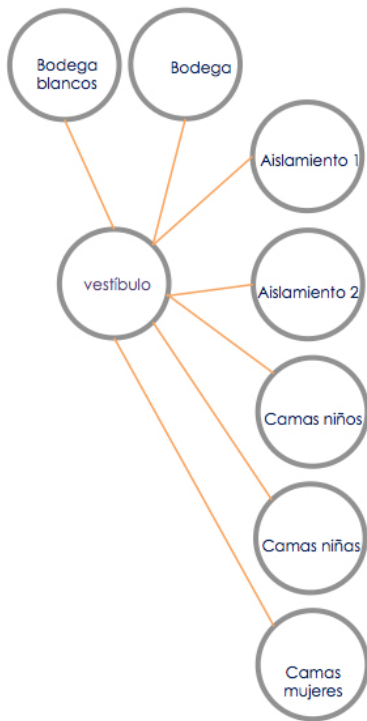 Bodega
blancos
Bodega
Aislamiento 1
vestíbulo
Aislamiento 2
Camas niños
Camas niñas
Camas
mujeres